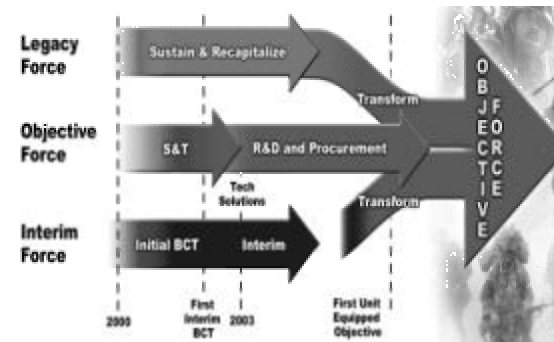 Legacy
Force
Sustain & Recapitalize
Transform
Objective
Force
S&T
R&D and Procurement
Tech
Solutions
Transform
Interim
Force
Initial BCT
Interim
OBJECTIVE
FORCE
2000
First
Interim
BCT
2003
First Unit
Equipped
Objective